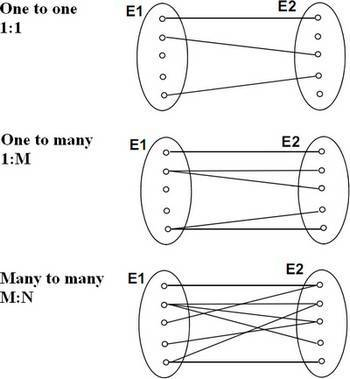 One to one
1:1
E1
E2
One to many
1:M
E1
E2
Many to many
M:N
E1
E2